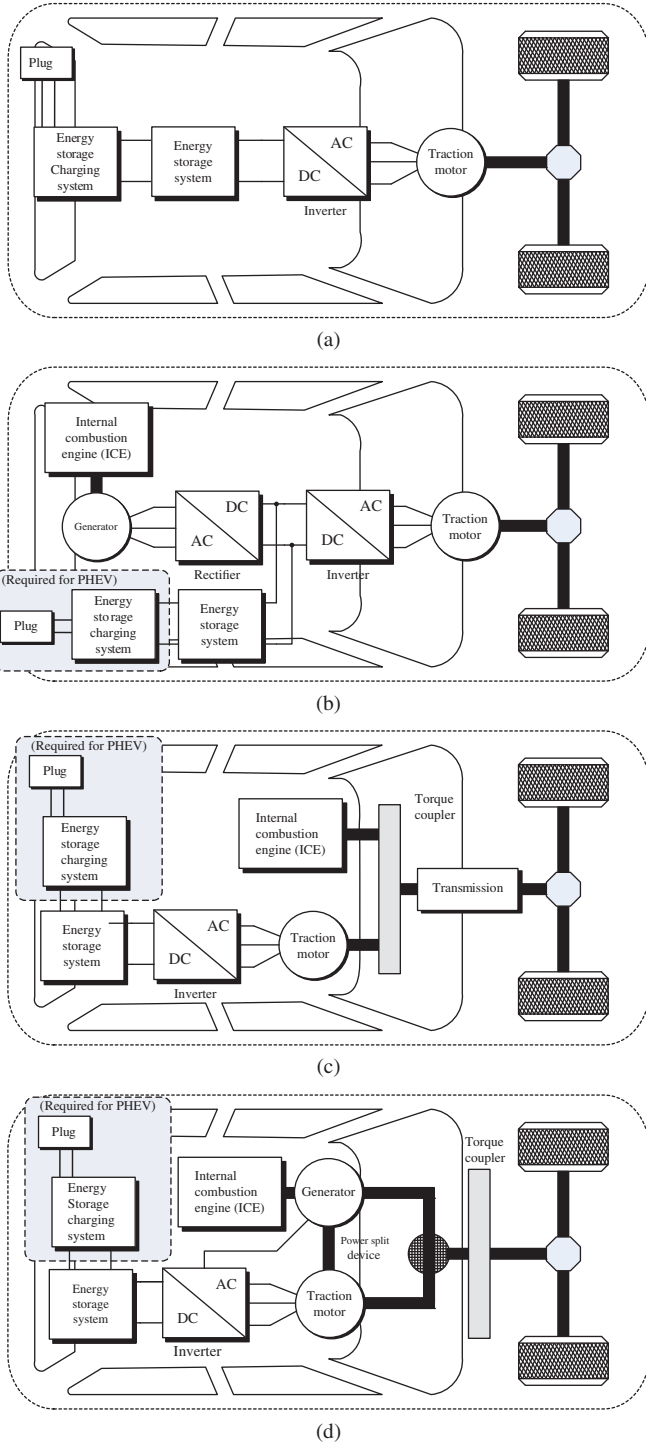 Plug
Energy
storage
Charging
system
Energy
storage
system
AC
DC
Inverter
Traction
motor
(a)
Internal
combustion
engine (ICE)
Generator
DC
AC
Rectifier
AC
DC
Inverter
Traction
motor
(Required for PHEV)
Plug
Energy
storage
charging
system
Energy
storage
system
(b)
(Required for PHEV)
Plug
Energy
storage
charging
system
Energy
storage
system
AC
DC
Inverter
Internal
combustion
engine (ICE)
Traction
motor
Torque
coupler
Transmission
(c)
(Required for PHEV)
Plug
Energy
Storage
charging
system
Energy
storage
system
Internal
combustion
engine (ICE)
Generator
AC
DC
Inverter
Traction
motor
Power split
device
Torque
coupler
(d)